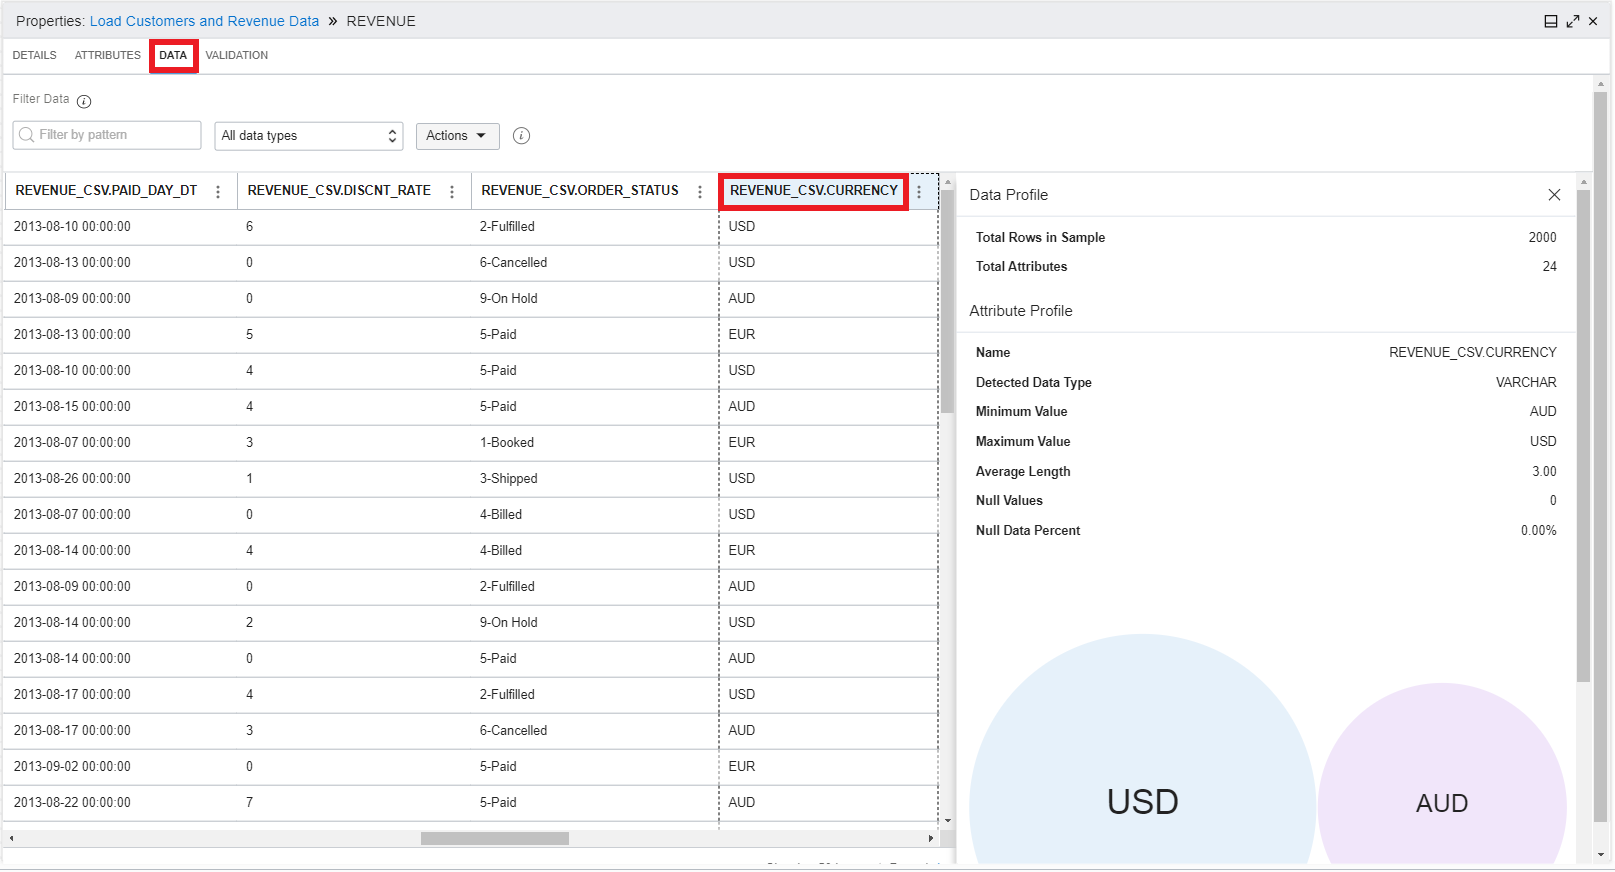 Properties: Load Customers and Revenue Data » REVENUE
DETAILS ATTRIBUTES DATA VALIDATION
Filter Data
Filter by pattern All data types Actions
REVENUE_CSV.PAID_DAY_DT REVENUE_CSV.DISCNT_RATE REVENUE_CSV.ORDER_STATUS REVENUE_CSV.CURRENCY
2013-08-10 00:00:00 6 2-Fulfilled USD
2013-08-13 00:00:00 0 6-Cancelled USD
2013-08-09 00:00:00 0 9-On Hold AUD
2013-08-13 00:00:00 5 5-Paid EUR
2013-08-10 00:00:00 4 5-Paid USD
2013-08-15 00:00:00 4 5-Paid AUD
2013-08-07 00:00:00 3 1-Booked EUR
2013-08-26 00:00:00 1 3-Shipped USD
2013-08-07 00:00:00 0 4-Billed USD
2013-08-14 00:00:00 4 4-Billed EUR
2013-08-09 00:00:00 0 2-Fulfilled AUD
2013-08-14 00:00:00 2 9-On Hold USD
2013-08-14 00:00:00 0 5-Paid AUD
2013-08-17 00:00:00 4 2-Fulfilled USD
2013-08-17 00:00:00 3 6-Cancelled AUD
2013-09-02 00:00:00 0 5-Paid EUR
2013-08-22 00:00:00 7 5-Paid AUD
Data Profile
Total Rows in Sample 2000
Total Attributes 24
Attribute Profile
Name REVENUE_CSV.CURRENCY
Detected Data Type VARCHAR
Minimum Value AUD
Maximum Value USD
Average Length 3.00
Null Values 0
Null Data Percent 0.00%
USD AUD